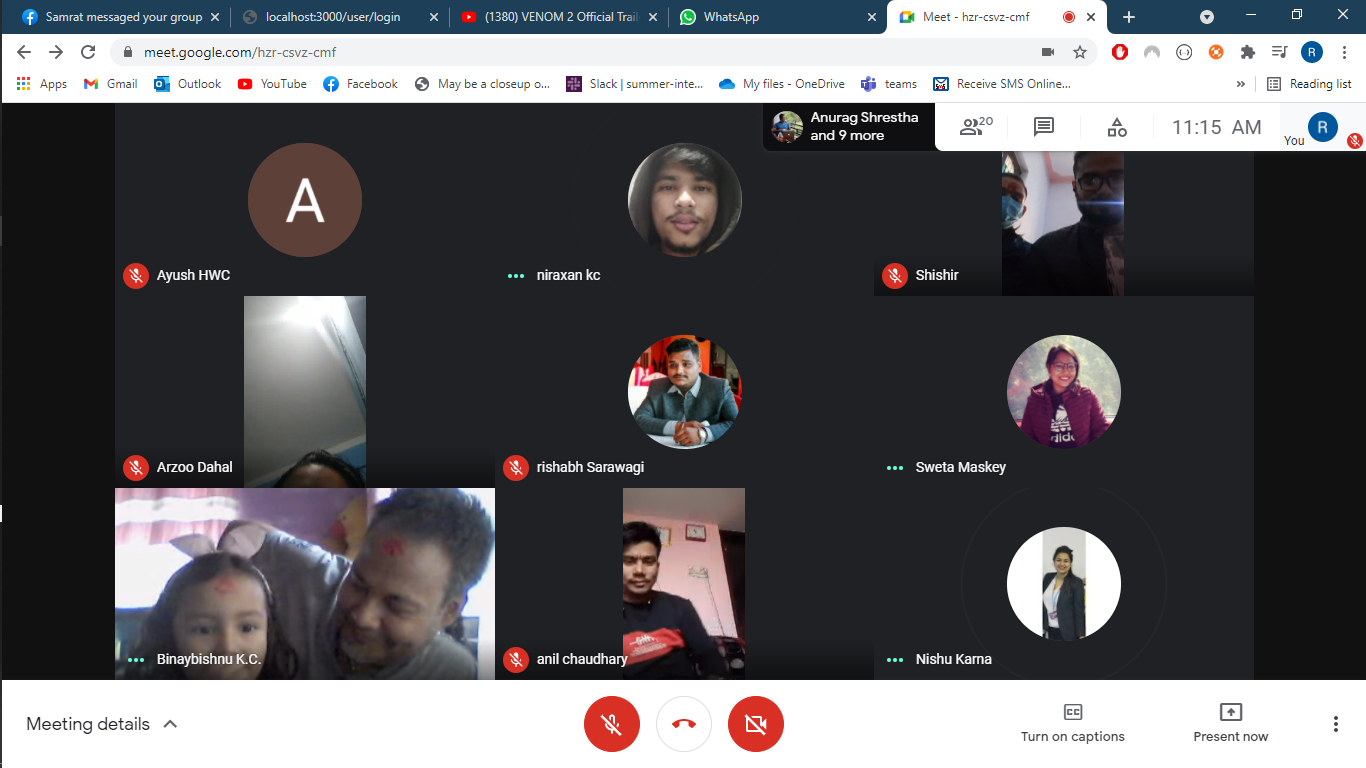 Samrat messaged your group
localhost:3000/user/login
(1380) VENOM 2 Official Trail
WhatsApp
Meet - hzr-csvz-cmf
meet.google.com/hzr-csvz-cmf
R
Apps
Gmail
Outlook
YouTube
Facebook
May be a closeup o...
Slack | summer-inte...
My files - OneDrive
teams
Receive SMS Online...
»
Reading list
Anurag Shrestha
and 9 more
20
11:15 AM
You
R
A
Ayush HWC
niraxan kc
Shishir
Arzoo Dahal
rishabh Sarawagi
Sweta Maskey
adidas
Binaybishnu K.C.
anil chaudhary
Nishu Karna
Meeting details
CC
Turn on captions
Present now